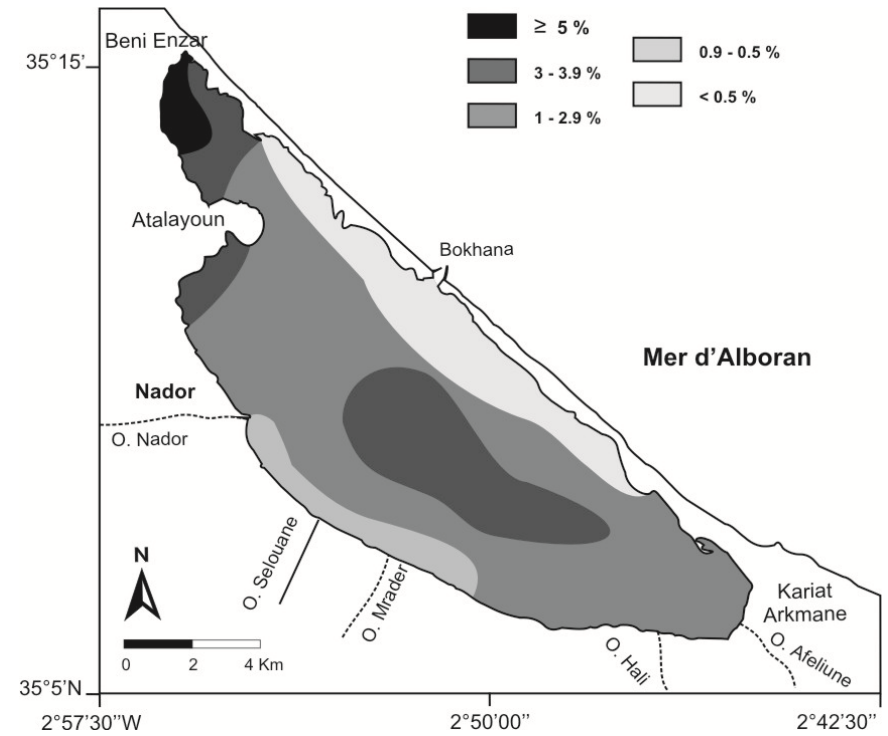 Beni Enzar
35°15'
≥ 5 %
3 - 3.9 %
1 - 2.9 %
0.9 - 0.5 %
< 0.5 %
Atalayoun
Bokhana
Mer d’Alboran
Nador
O. Nador
O. Selouane
O. Mrader
O. Hali
Kariat
Arkmane
O. Afeliune
N
0 2 4 Km
35°5'N
2°57'30''W 2°50'00’’ 2°42'30’’